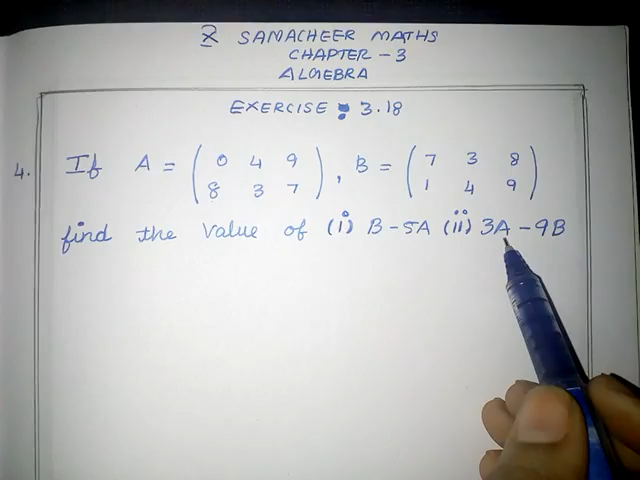 X SAMACHEER MATHS
CHAPTER - 3
ALGEBRA
EXERCISE : 3.18
4. If A = ( 0 4 9 ) , B = ( 7 3 8 )
( 8 3 7 ) ( 1 4 9 )
find the value of (i) B - 5A (ii) 3A - 9B